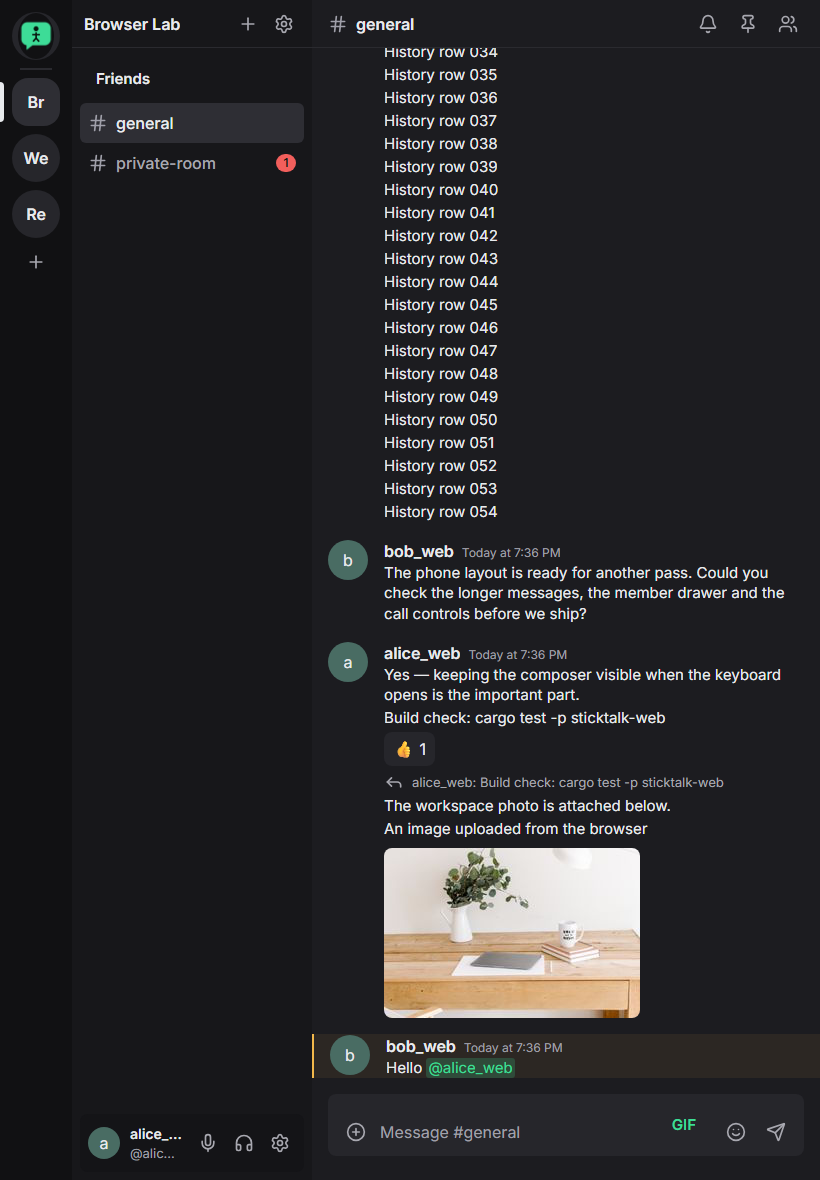 Browser Lab
Friends
# general
# private-room
1
Br
We
Re
alice_...
@alic...
# general
History row 034
History row 035
History row 036
History row 037
History row 038
History row 039
History row 040
History row 041
History row 042
History row 043
History row 044
History row 045
History row 046
History row 047
History row 048
History row 049
History row 050
History row 051
History row 052
History row 053
History row 054
b
bob_web Today at 7:36 PM
The phone layout is ready for another pass. Could you
check the longer messages, the member drawer and the
call controls before we ship?
a
alice_web Today at 7:36 PM
Yes — keeping the composer visible when the keyboard
opens is the important part.
Build check: cargo test -p sticktalk-web
👍 1
alice_web: Build check: cargo test -p sticktalk-web
The workspace photo is attached below.
An image uploaded from the browser
b
bob_web Today at 7:36 PM
Hello @alice_web
Message #general
GIF
a